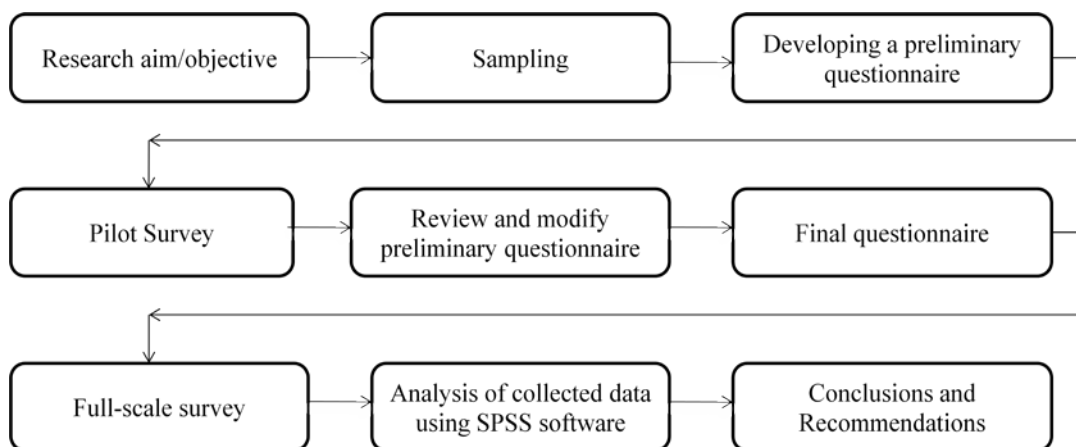 Research aim/objective
Sampling
Developing a preliminary
questionnaire
Pilot Survey
Review and modify
preliminary questionnaire
Final questionnaire
Full-scale survey
Analysis of collected data
using SPSS software
Conclusions and
Recommendations